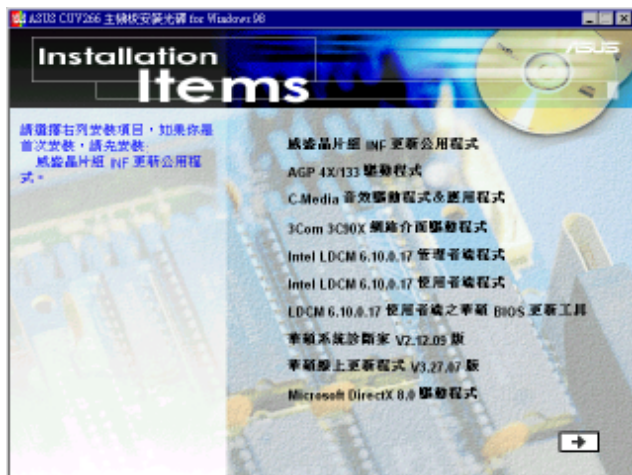 ASUS CUV266 主機板安裝光碟 for Windows 98
Installation
Items
ASUS
請選擇右列安裝項目，如果你是
首次安裝，請先安裝:
威盛晶片組 INF 更新公用程
式。
威盛晶片組 INF 更新公用程式
AGP 4X/133 驅動程式
C-Media 音效驅動程式&應用程式
3Com 3C90X 網路介面驅動程式
Intel LDCM 6.10.0.17 管理者端程式
Intel LDCM 6.10.0.17 使用者端程式
LDCM 6.10.0.17 使用者端之華碩 BIOS 更新工具
華碩系統診斷家 V2.12.09 版
華碩線上更新程式 V3.27.07 版
Microsoft DirectX 8.0 驅動程式